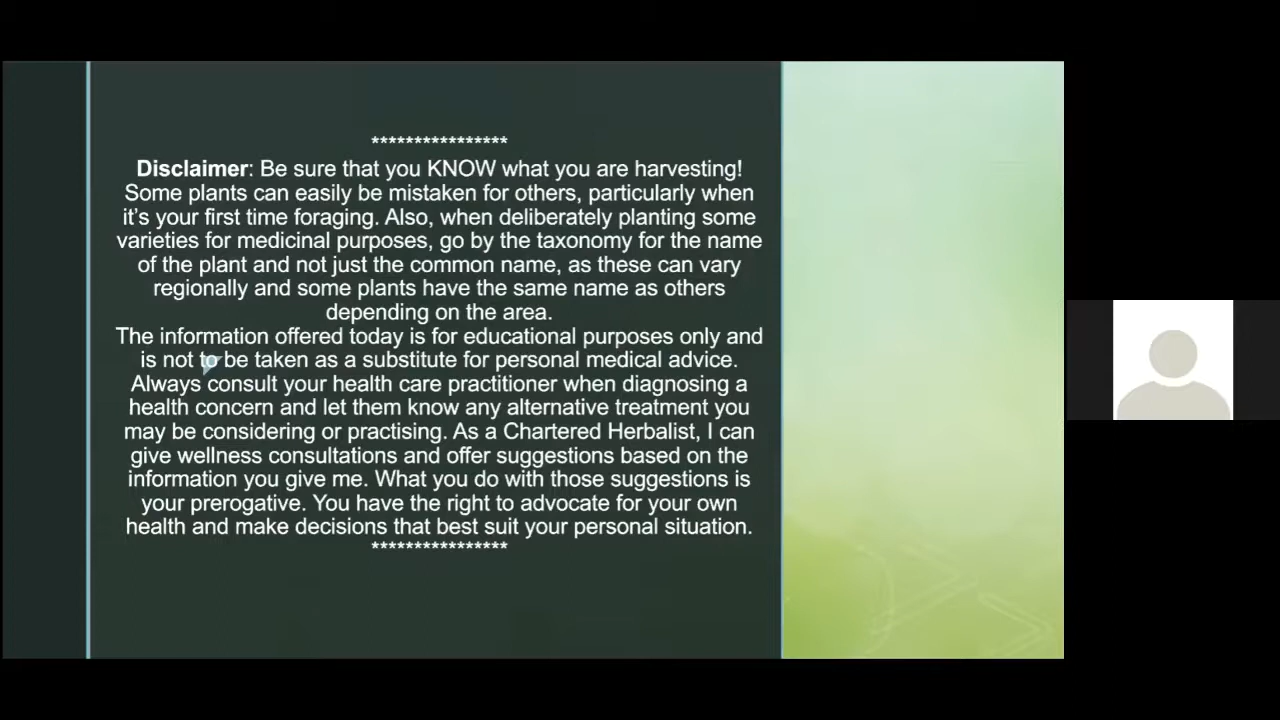 ****************
Disclaimer: Be sure that you KNOW what you are harvesting!
Some plants can easily be mistaken for others, particularly when
it's your first time foraging. Also, when deliberately planting some
varieties for medicinal purposes, go by the taxonomy for the name
of the plant and not just the common name, as these can vary
regionally and some plants have the same name as others
depending on the area.
The information offered today is for educational purposes only and
is not to be taken as a substitute for personal medical advice.
Always consult your health care practitioner when diagnosing a
health concern and let them know any alternative treatment you
may be considering or practising. As a Chartered Herbalist, I can
give wellness consultations and offer suggestions based on the
information you give me. What you do with those suggestions is
your prerogative. You have the right to advocate for your own
health and make decisions that best suit your personal situation.
****************